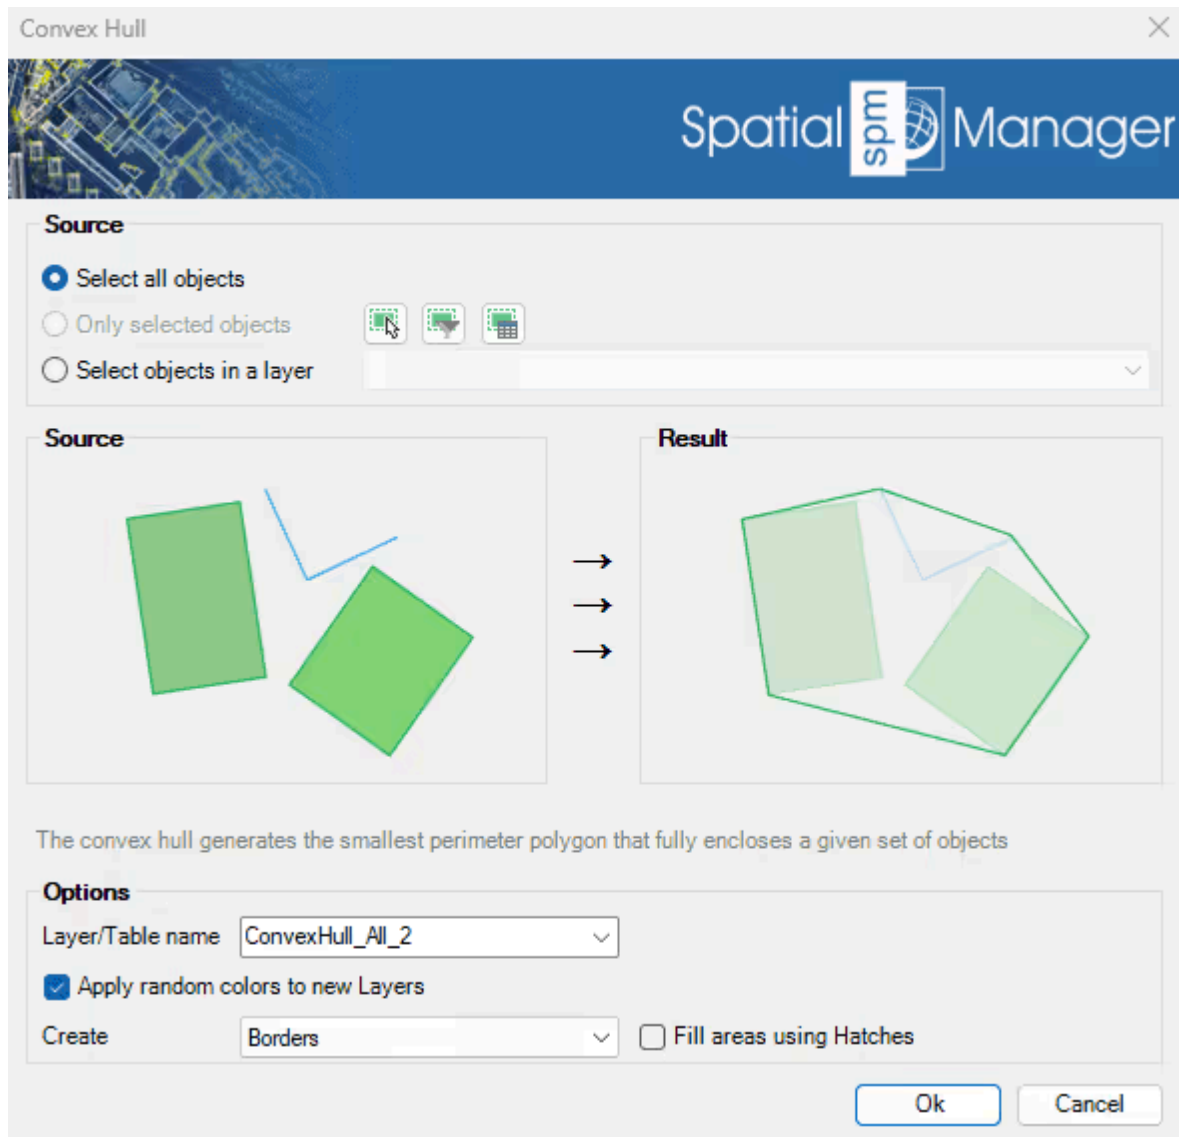 Convex Hull
Spatial spm Manager
Source
Select all objects
Only selected objects
Select objects in a layer
Source
Result
The convex hull generates the smallest perimeter polygon that fully encloses a given set of objects
Options
Layer/Table name ConvexHull_All_2
Apply random colors to new Layers
Create Borders Fill areas using Hatches
Ok Cancel